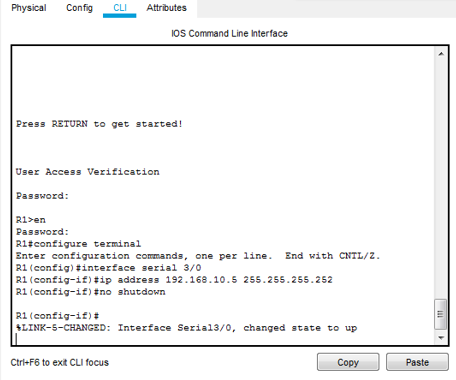 Physical Config CLI Attributes
IOS Command Line Interface
Press RETURN to get started!
User Access Verification
Password:
R1>en
Password:
R1#configure terminal
Enter configuration commands, one per line.  End with CNTL/Z.
R1(config)#interface serial 3/0
R1(config-if)#ip address 192.168.10.5 255.255.255.252
R1(config-if)#no shutdown
R1(config-if)#
%LINK-5-CHANGED: Interface Serial3/0, changed state to up
Ctrl+F6 to exit CLI focus Copy Paste